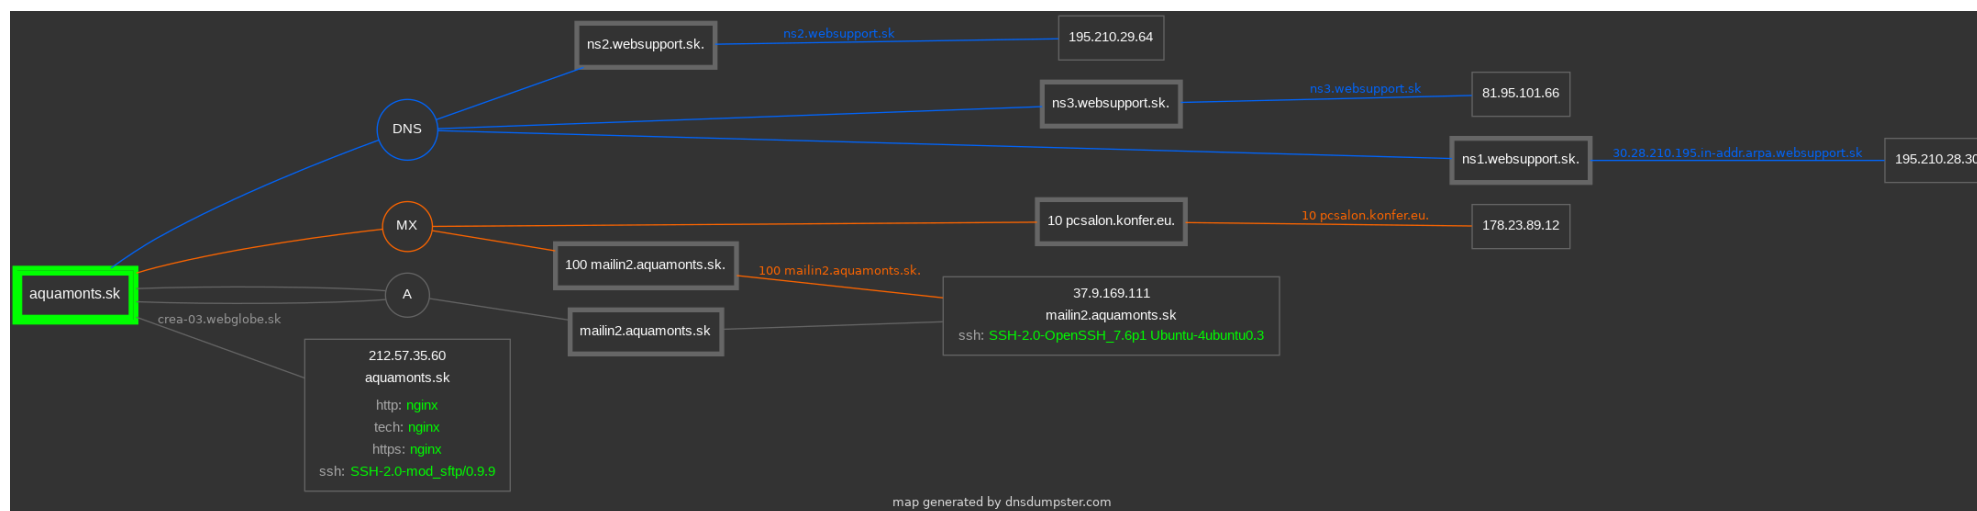 ns2.websupport.sk.
ns2.websupport.sk
195.210.29.64
ns3.websupport.sk.
ns3.websupport.sk
81.95.101.66
DNS
ns1.websupport.sk.
30.28.210.195.in-addr.arpa.websupport.sk
195.210.28.30
MX
10 pcsalon.konfer.eu.
10 pcsalon.konfer.eu.
178.23.89.12
100 mailin2.aquamonts.sk.
100 mailin2.aquamonts.sk.
aquamonts.sk
A
37.9.169.111
mailin2.aquamonts.sk
ssh: SSH-2.0-OpenSSH_7.6p1 Ubuntu-4ubuntu0.3
mailin2.aquamonts.sk
crea-03.webglobe.sk
212.57.35.60
aquamonts.sk
http: nginx
tech: nginx
https: nginx
ssh: SSH-2.0-mod_sftp/0.9.9
map generated by dnsdumpster.com